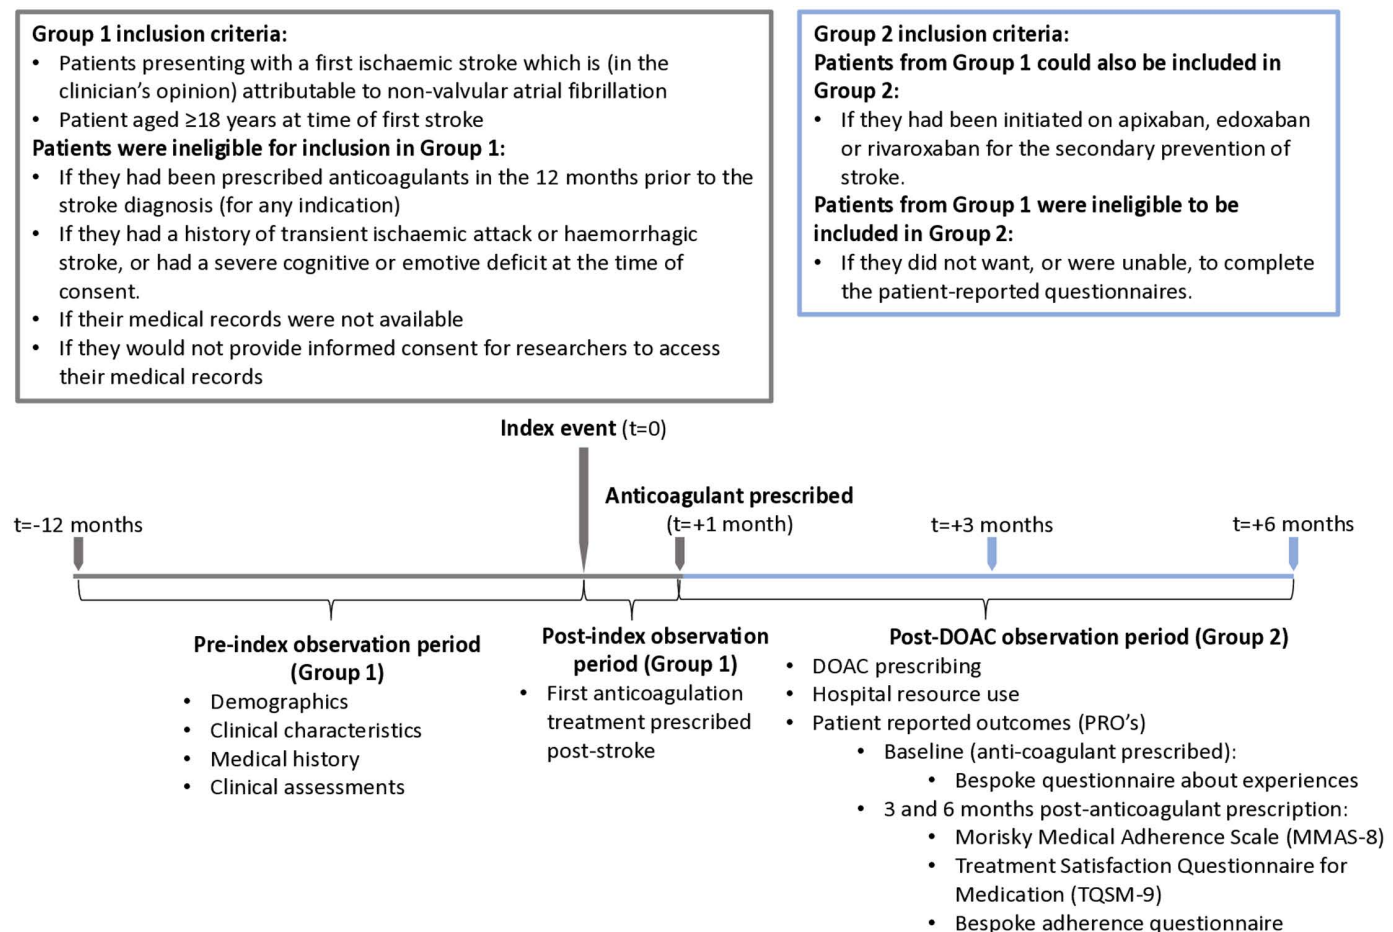 Group 1 inclusion criteria:
• Patients presenting with a first ischaemic stroke which is (in the
clinician's opinion) attributable to non-valvular atrial fibrillation
• Patient aged ≥18 years at time of first stroke
Patients were ineligible for inclusion in Group 1:
• If they had been prescribed anticoagulants in the 12 months prior to the
stroke diagnosis (for any indication)
• If they had a history of transient ischaemic attack or haemorrhagic
stroke, or had a severe cognitive or emotive deficit at the time of
consent.
• If their medical records were not available
• If they would not provide informed consent for researchers to access
their medical records
Group 2 inclusion criteria:
Patients from Group 1 could also be included in
Group 2:
• If they had been initiated on apixaban, edoxaban
or rivaroxaban for the secondary prevention of
stroke.
Patients from Group 1 were ineligible to be
included in Group 2:
• If they did not want, or were unable, to complete
the patient-reported questionnaires.
Index event (t=0)
Anticoagulant prescribed
t=-12 months
(t=+1 month)
t=+3 months
t=+6 months
Pre-index observation period
(Group 1)
• Demographics
• Clinical characteristics
• Medical history
• Clinical assessments
Post-index observation
period (Group 1)
• First anticoagulation
treatment prescribed
post-stroke
Post-DOAC observation period (Group 2)
• DOAC prescribing
• Hospital resource use
• Patient reported outcomes (PRO's)
• Baseline (anti-coagulant prescribed):
• Bespoke questionnaire about experiences
• 3 and 6 months post-anticoagulant prescription:
• Morisky Medical Adherence Scale (MMAS-8)
• Treatment Satisfaction Questionnaire for
Medication (TQSM-9)
• Bespoke adherence questionnaire